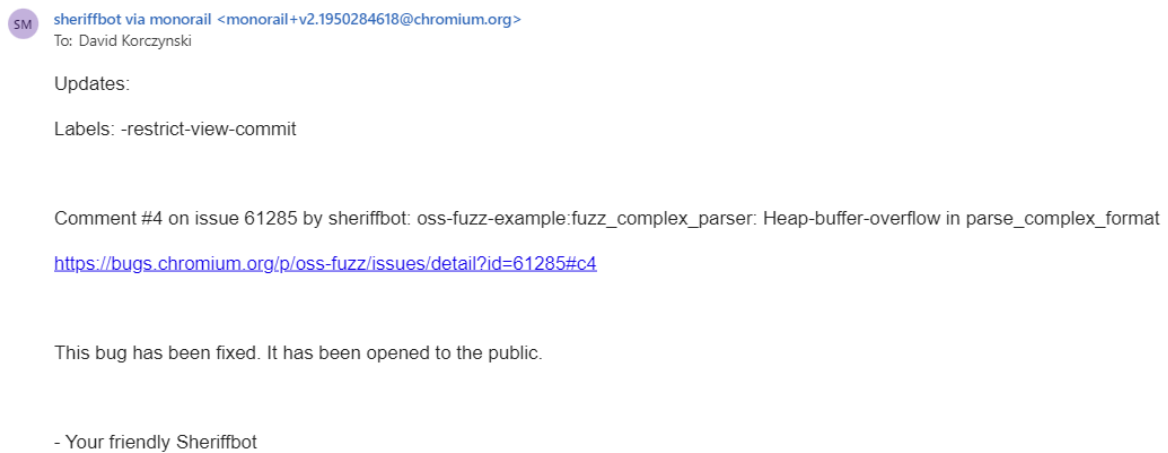 SM
sheriffbot via monorail <monorail+v2.1950284618@chromium.org>
To: David Korczynski
Updates:
Labels: -restrict-view-commit
Comment #4 on issue 61285 by sheriffbot: oss-fuzz-example:fuzz_complex_parser: Heap-buffer-overflow in parse_complex_format
https://bugs.chromium.org/p/oss-fuzz/issues/detail?id=61285#c4
This bug has been fixed. It has been opened to the public.
- Your friendly Sheriffbot